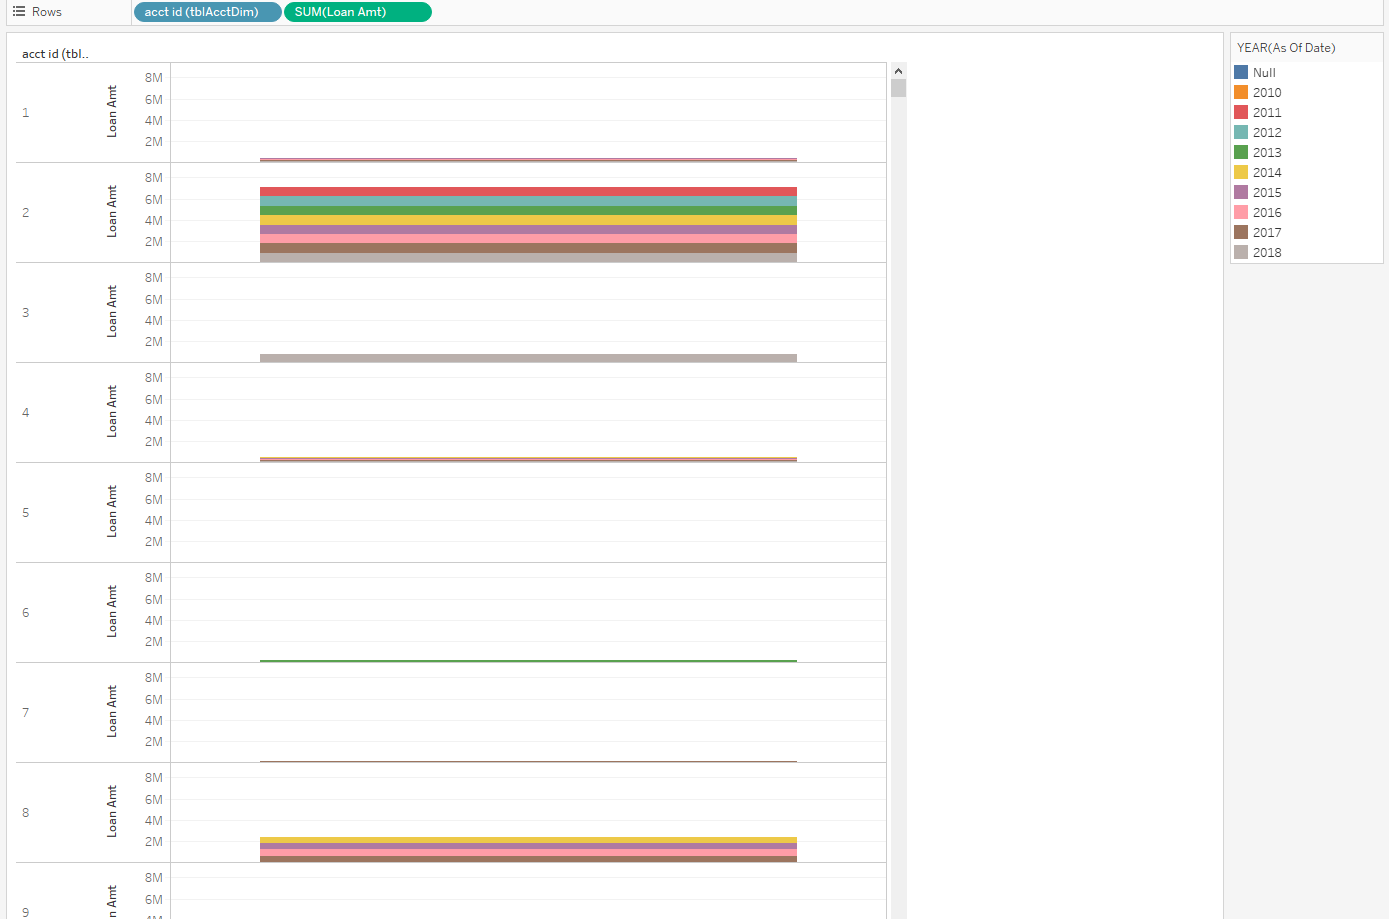 Rows
acct id (tblAcctDim)
SUM(Loan Amt)
acct id (tbl..
1
Loan Amt
8M
6M
4M
2M
2
Loan Amt
8M
6M
4M
2M
3
Loan Amt
8M
6M
4M
2M
4
Loan Amt
8M
6M
4M
2M
5
Loan Amt
8M
6M
4M
2M
6
Loan Amt
8M
6M
4M
2M
7
Loan Amt
8M
6M
4M
2M
8
Loan Amt
8M
6M
4M
2M
9
n Amt
8M
6M
4M
YEAR(As Of Date)
Null
2010
2011
2012
2013
2014
2015
2016
2017
2018